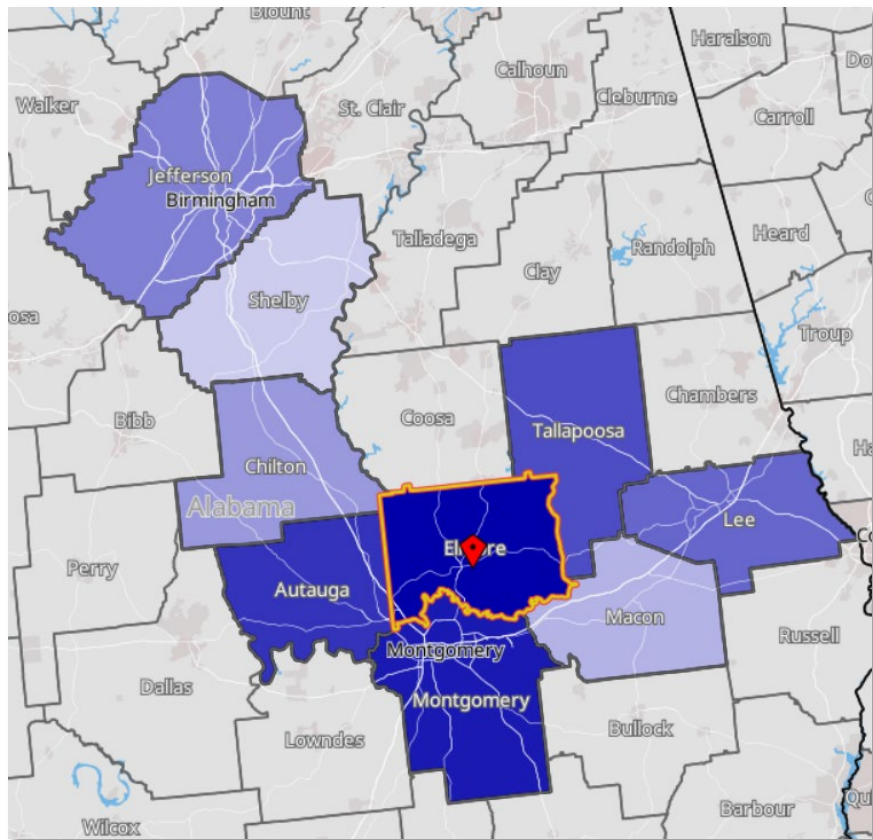 Blount
Haralson
Calhoun
Walker
St. Clair
Cleburne
Carroll
Jefferson
Birmingham
Talladega
Randolph
Heard
Clay
Shelby
Troup
Chambers
Bibb
Coosa
Tallapoosa
Chilton
Alabama
Lee
Perry
Autauga
Macon
Russell
Montgomery
Dallas
Montgomery
Bullock
Lowndes
Barbour
Wilcox